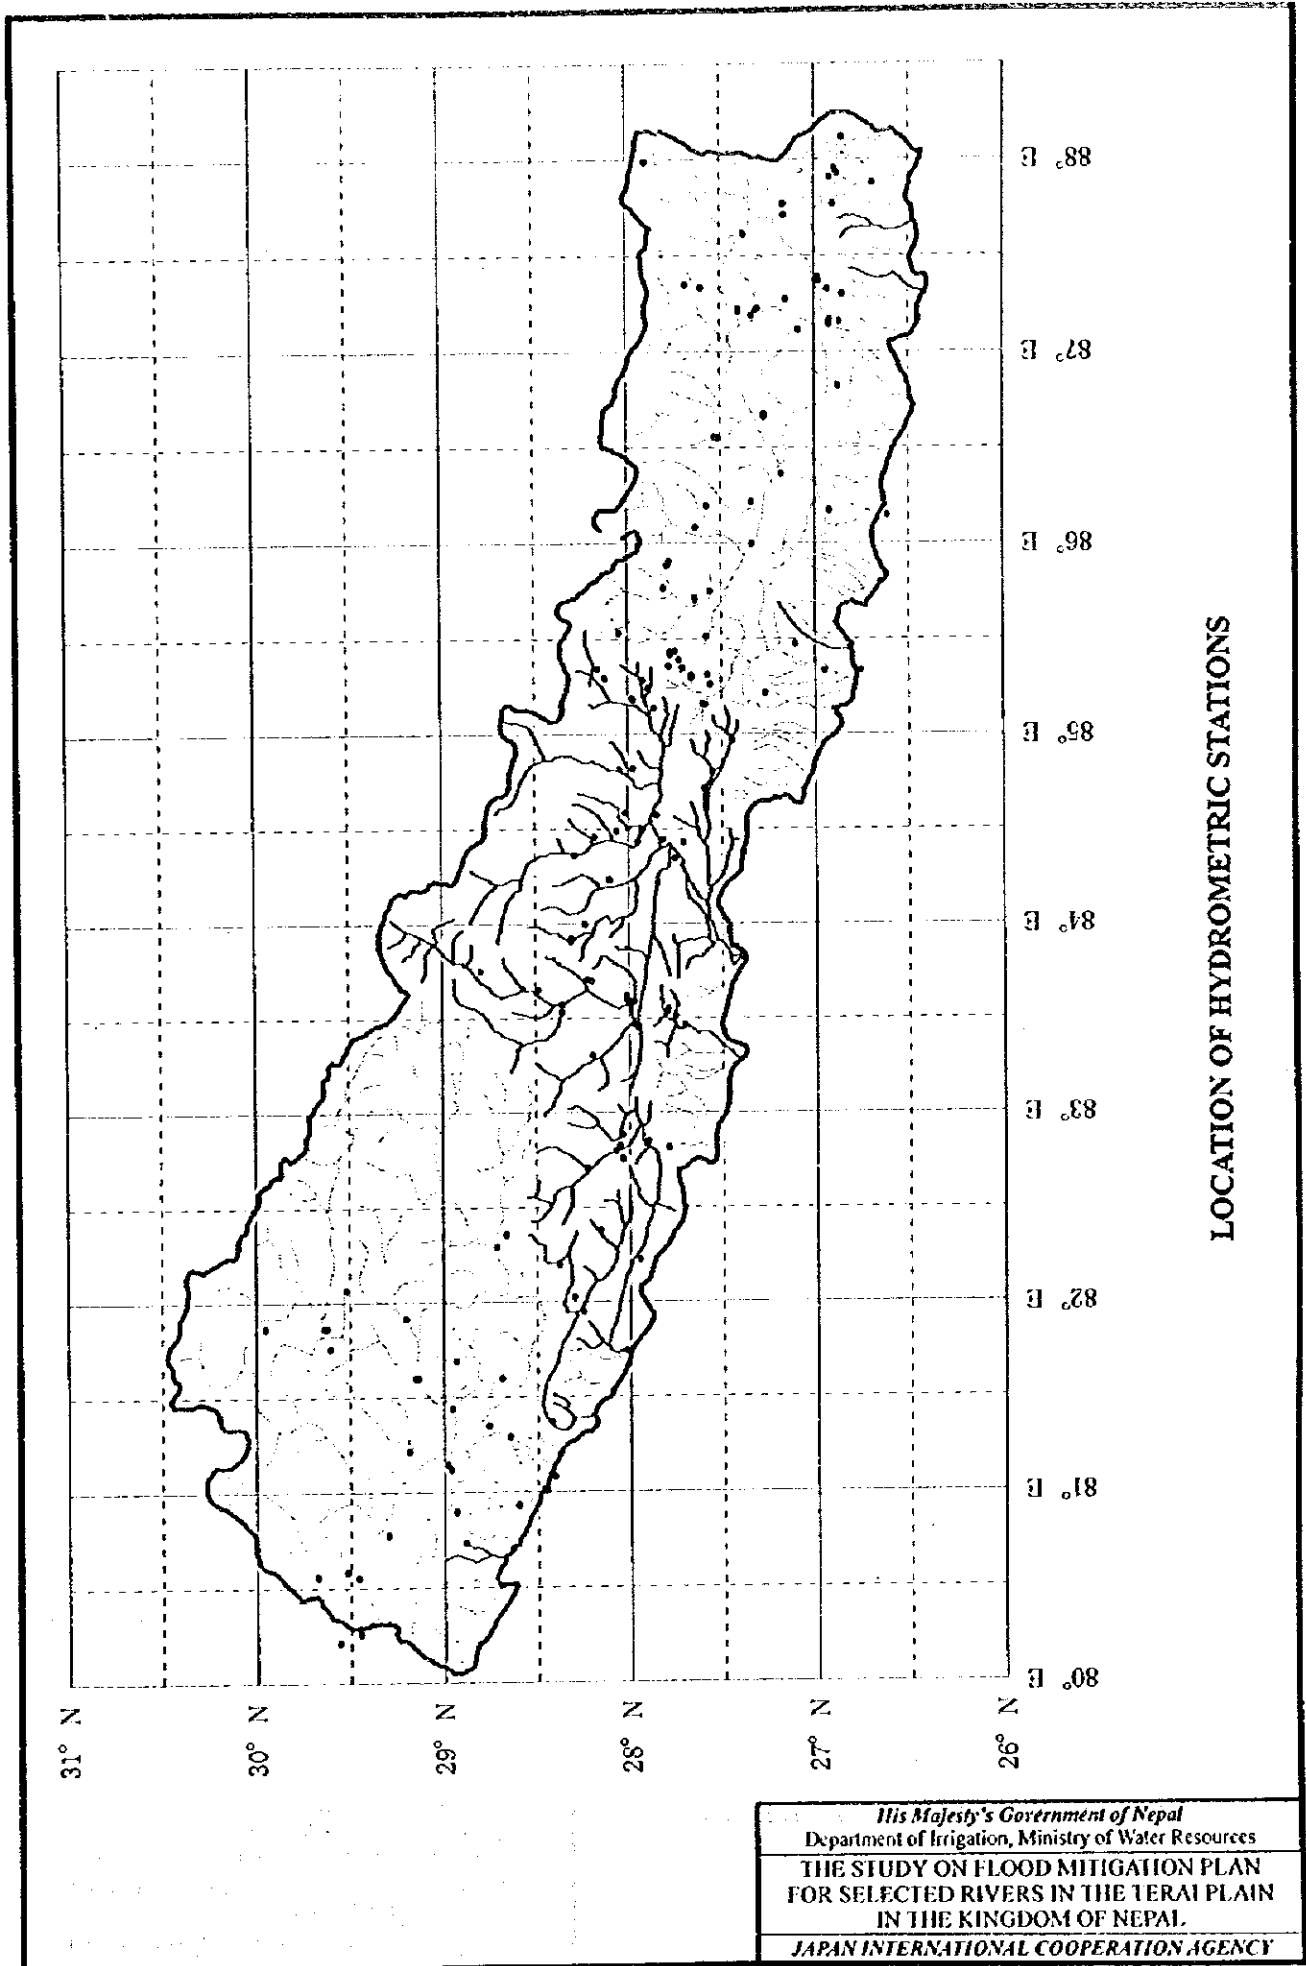 88° E
87° E
86° E
85° E
84° E
83° E
82° E
81° E
80° E
31° N
30° N
29° N
28° N
27° N
26° N
LOCATION OF HYDROMETRIC STATIONS
His Majesty's Government of Nepal
Department of Irrigation, Ministry of Water Resources
THE STUDY ON FLOOD MITIGATION PLAN
FOR SELECTED RIVERS IN THE TERAI PLAIN
IN THE KINGDOM OF NEPAL
JAPAN INTERNATIONAL COOPERATION AGENCY